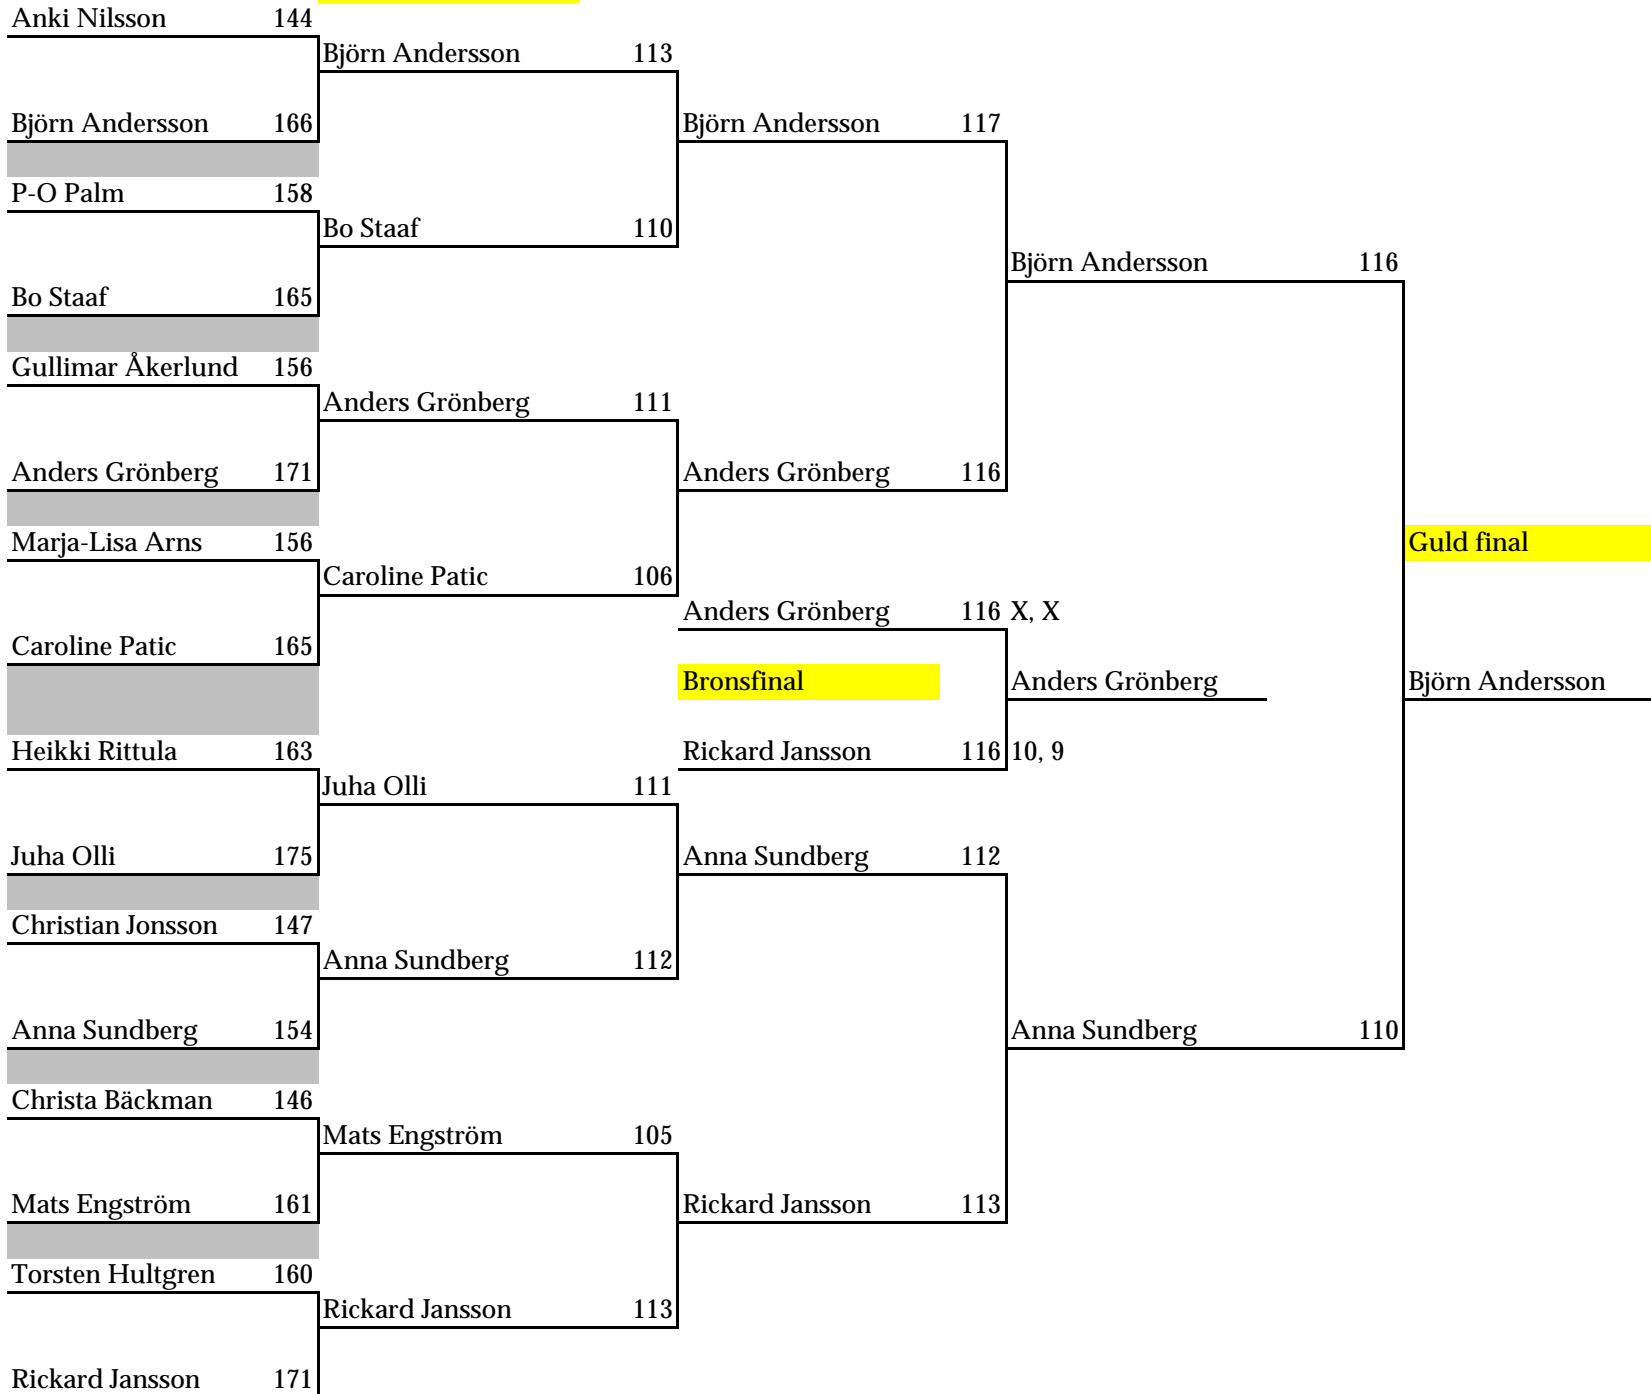 Anki Nilsson 144
Björn Andersson 113
Björn Andersson 166
Björn Andersson 117
P-O Palm 158
Bo Staaf 110
Björn Andersson 116
Bo Staaf 165
Gullimar Åkerlund 156
Anders Grönberg 111
Anders Grönberg 171
Anders Grönberg 116
Marja-Lisa Arns 156
Guld final
Caroline Patic 106
Anders Grönberg 116 X, X
Caroline Patic 165
Bronsfinal
Anders Grönberg
Björn Andersson
Heikki Rittula 163
Rickard Jansson 116 10, 9
Juha Olli 111
Juha Olli 175
Anna Sundberg 112
Christian Jonsson 147
Anna Sundberg 112
Anna Sundberg 154
Anna Sundberg 110
Christa Bäckman 146
Mats Engström 105
Mats Engström 161
Rickard Jansson 113
Torsten Hultgren 160
Rickard Jansson 113
Rickard Jansson 171